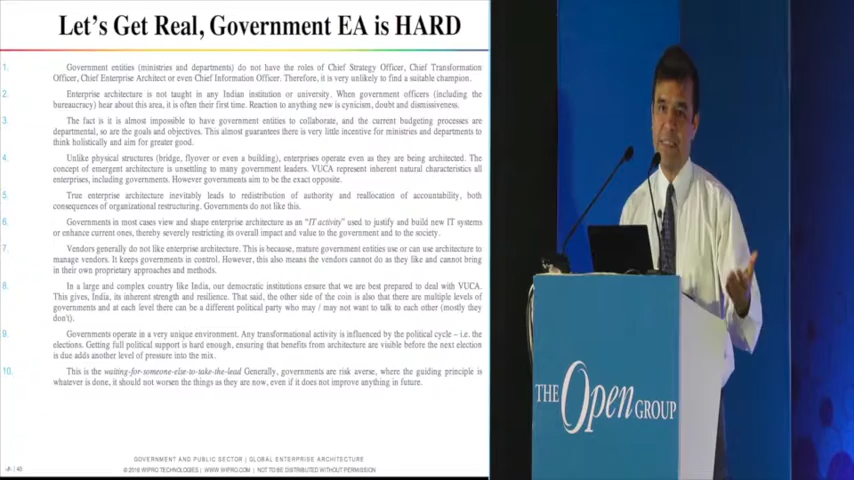 Let's Get Real, Government EA is HARD
1. Government entities (ministries and departments) do not have the roles of Chief Strategy Officer, Chief Transformation
Officer, Chief Enterprise Architect or even Chief Information Officer. Therefore, it is very unlikely to find a suitable champion.
2. Enterprise architecture is not taught in any Indian institution or university. When government officers (including the
bureaucracy) hear about this area, it is often their first time. Reaction to anything new is cynicism, doubt and dismissiveness.
3. The fact is it is almost impossible to have government entities to collaborate, and the current budgeting processes are
departmental, so are the goals and objectives. This almost guarantees there is very little incentive for ministries and departments to
think holistically and aim for greater good.
4. Unlike physical structures (bridge, flyover or even a building), enterprises operate even as they are being architected. The
concept of emergent architecture is unsettling to many government leaders. VUCA represent inherent natural characteristics all
enterprises, including governments. However governments aim to be the exact opposite.
5. True enterprise architecture inevitably leads to redistribution of authority and reallocation of accountability, both
consequences of organizational restructuring. Governments do not like this.
6. Governments in most cases view and shape enterprise architecture as an "IT activity" used to justify and build new IT systems
or enhance current ones, thereby severely restricting its overall impact and value to the government and to the society.
7. Vendors generally do not like enterprise architecture. This is because, mature government entities use or can use architecture to
manage vendors. It keeps governments in control. However, this also means the vendors cannot do as they like and cannot bring
in their own proprietary approaches and methods.
8. In a large and complex country like India, our democratic institutions ensure that we are best prepared to deal with VUCA.
This gives, India, its inherent strength and resilience. That said, the other side of the coin is also that there are multiple levels of
governments and at each level there can be a different political party who may / may not want to talk to each other (mostly they
don't).
9. Governments operate in a very unique environment. Any transformational activity is influenced by the political cycle – i.e. the
elections. Getting full political support is hard enough, ensuring that benefits from architecture are visible before the next election
is due adds another level of pressure into the mix.
10. This is the waiting-for-someone-else-to-take-the-lead Generally, governments are risk averse, where the guiding principle is
whatever is done, it should not worsen the things as they are now, even if it does not improve anything in future.
GOVERNMENT AND PUBLIC SECTOR | GLOBAL ENTERPRISE ARCHITECTURE
© 2016 WIPRO TECHNOLOGIES | WWW.WIPRO.COM | NOT TO BE DISTRIBUTED WITHOUT PERMISSION
40
THE Open GROUP